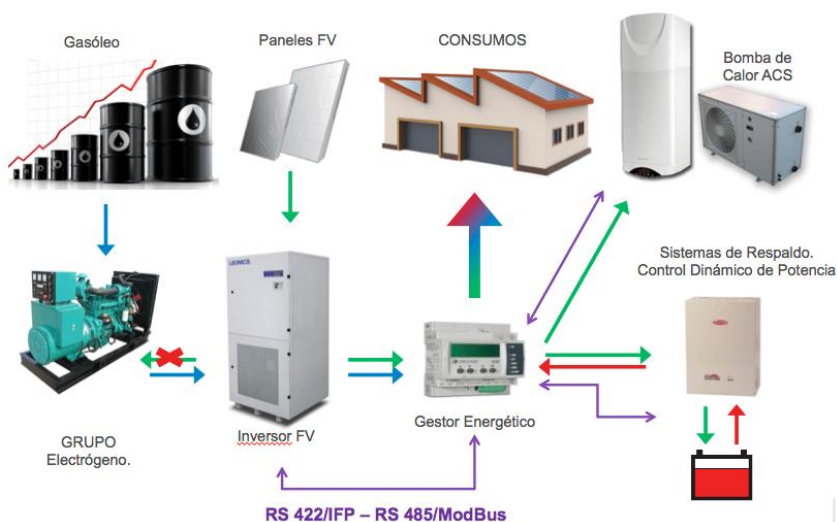 Gasóleo
Paneles FV
CONSUMOS
Bomba de
Calor ACS
Sistemas de Respaldo.
Control Dinámico de Potencia
LEONICS
GRUPO
Electrógeno.
Inversor FV
Gestor Energético
RS 422/IFP – RS 485/ModBus